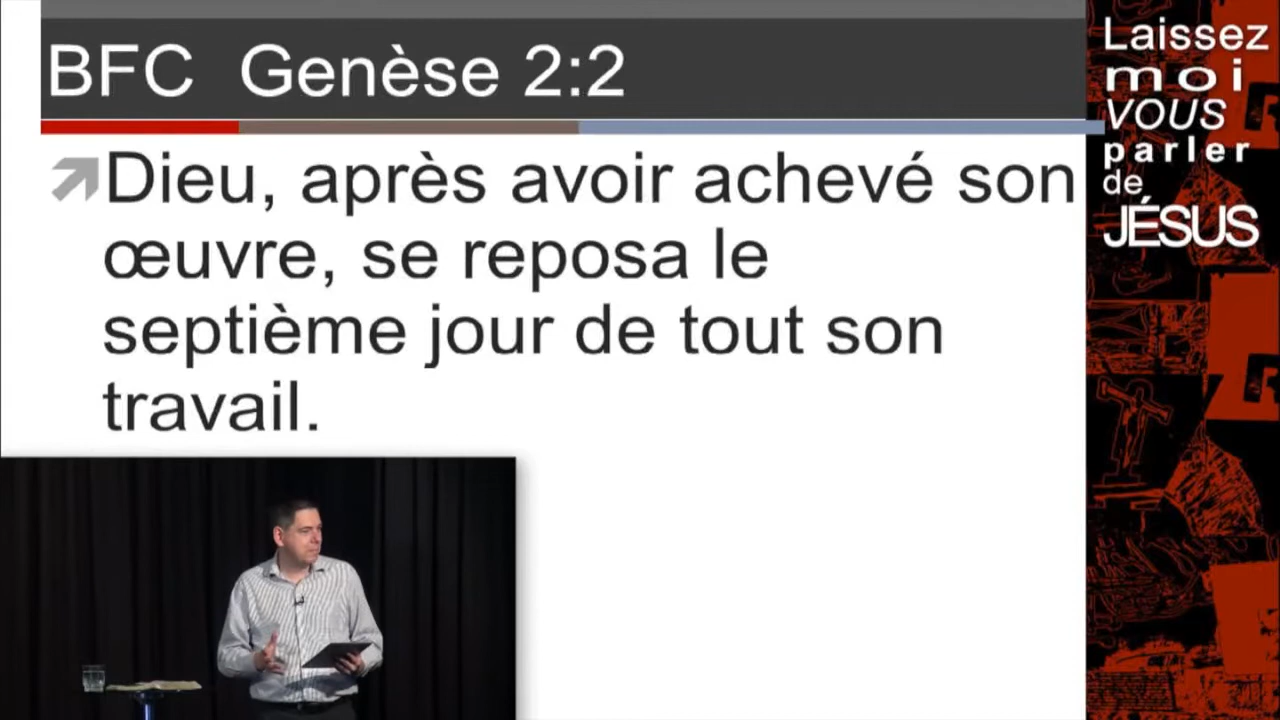 BFC Genèse 2:2
Dieu, après avoir achevé son
œuvre, se reposa le
septième jour de tout son
travail.
Laissez
moi
VOUS
parler
de
JÉSUS